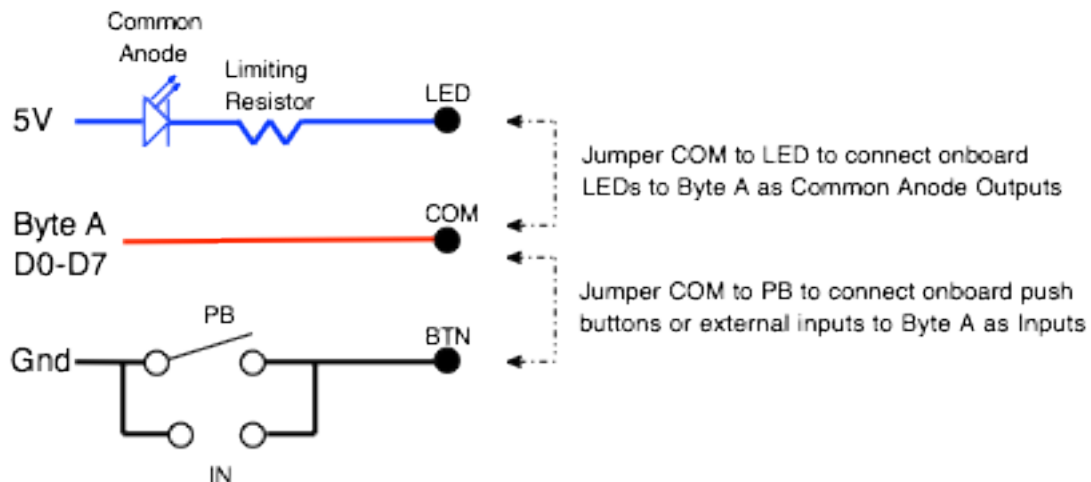 Common
Anode
Limiting
Resistor
LED
5V
Jumper COM to LED to connect onboard
LEDs to Byte A as Common Anode Outputs
COM
Byte A
D0-D7
Jumper COM to PB to connect onboard push
buttons or external inputs to Byte A as Inputs
PB
BTN
Gnd
IN